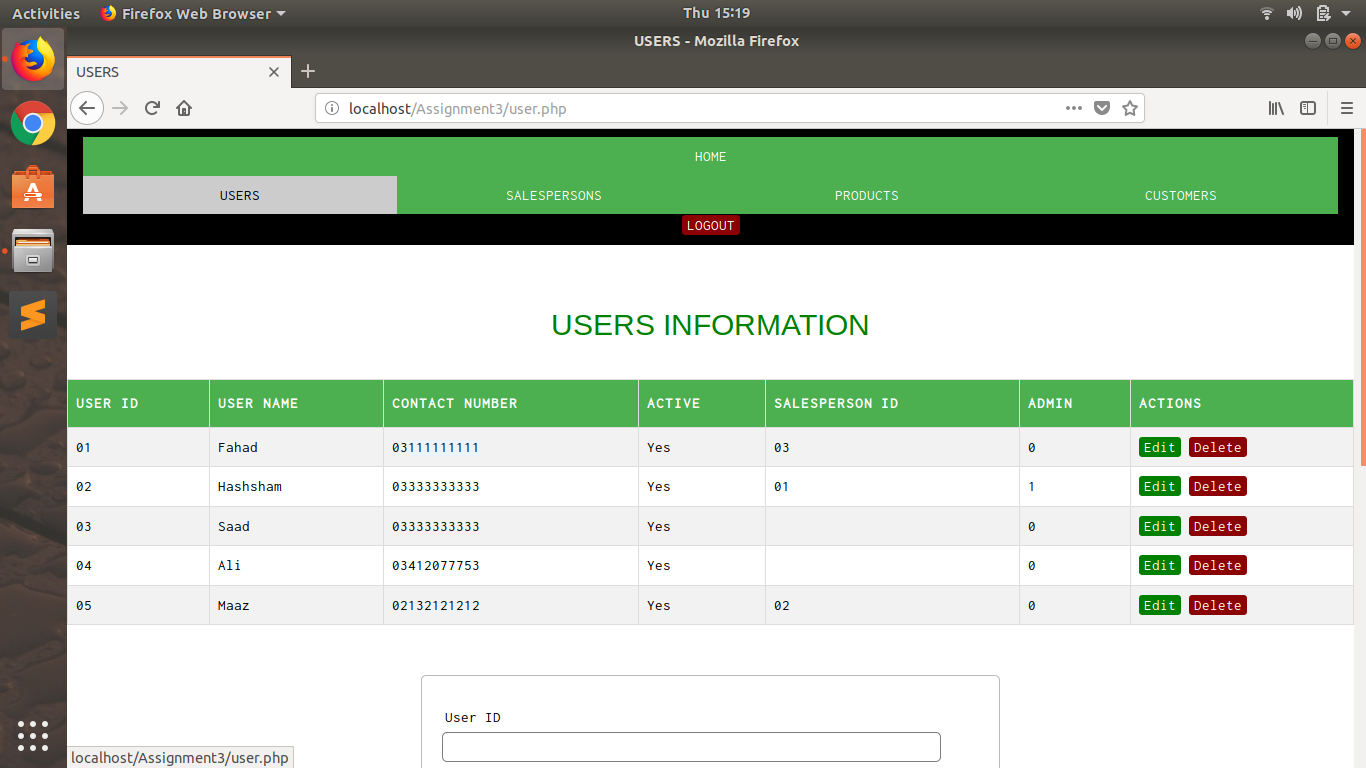 Activities Firefox Web Browser Thu 15:19
USERS - Mozilla Firefox
USERS
localhost/Assignment3/user.php
HOME
USERS SALESPERSONS PRODUCTS CUSTOMERS
LOGOUT
USERS INFORMATION
USER ID USER NAME CONTACT NUMBER ACTIVE SALESPERSON ID ADMIN ACTIONS
01 Fahad 03111111111 Yes 03 0 Edit Delete
02 Hashsham 03333333333 Yes 01 1 Edit Delete
03 Saad 03333333333 Yes 0 Edit Delete
04 Ali 03412077753 Yes 0 Edit Delete
05 Maaz 02132121212 Yes 02 0 Edit Delete
User ID
localhost/Assignment3/user.php